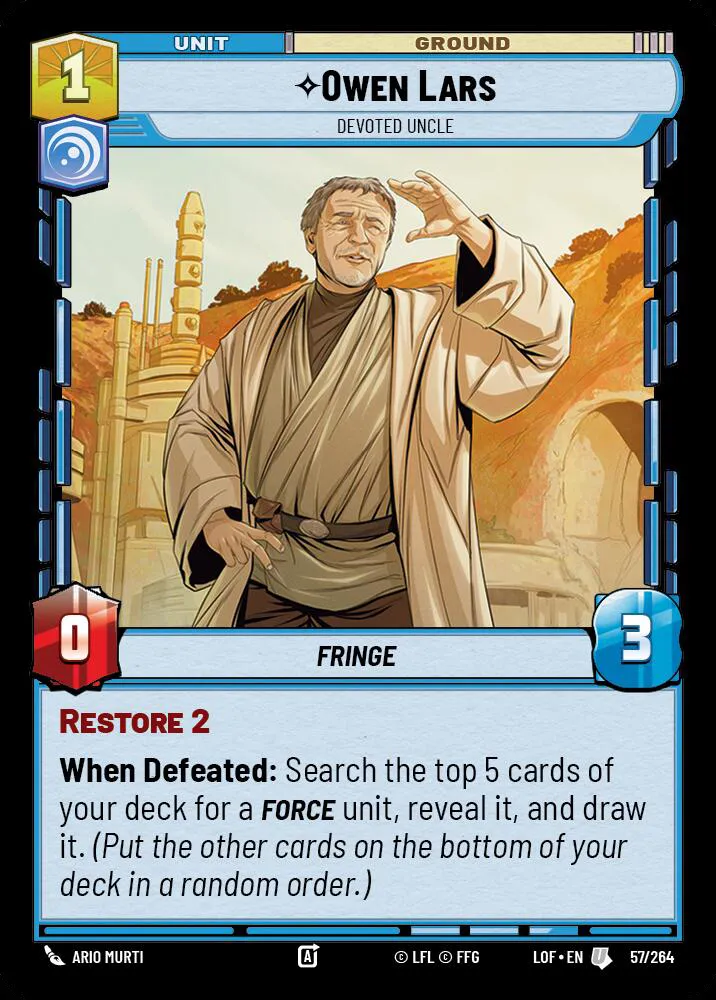 UNIT GROUND
1
✧OWEN LARS
DEVOTED UNCLE
0 FRINGE 3
RESTORE 2
When Defeated: Search the top 5 cards of
your deck for a FORCE unit, reveal it, and draw
it. (Put the other cards on the bottom of your
deck in a random order.)
ARIO MURTI A © LFL © FFG LOF • EN U 57/264